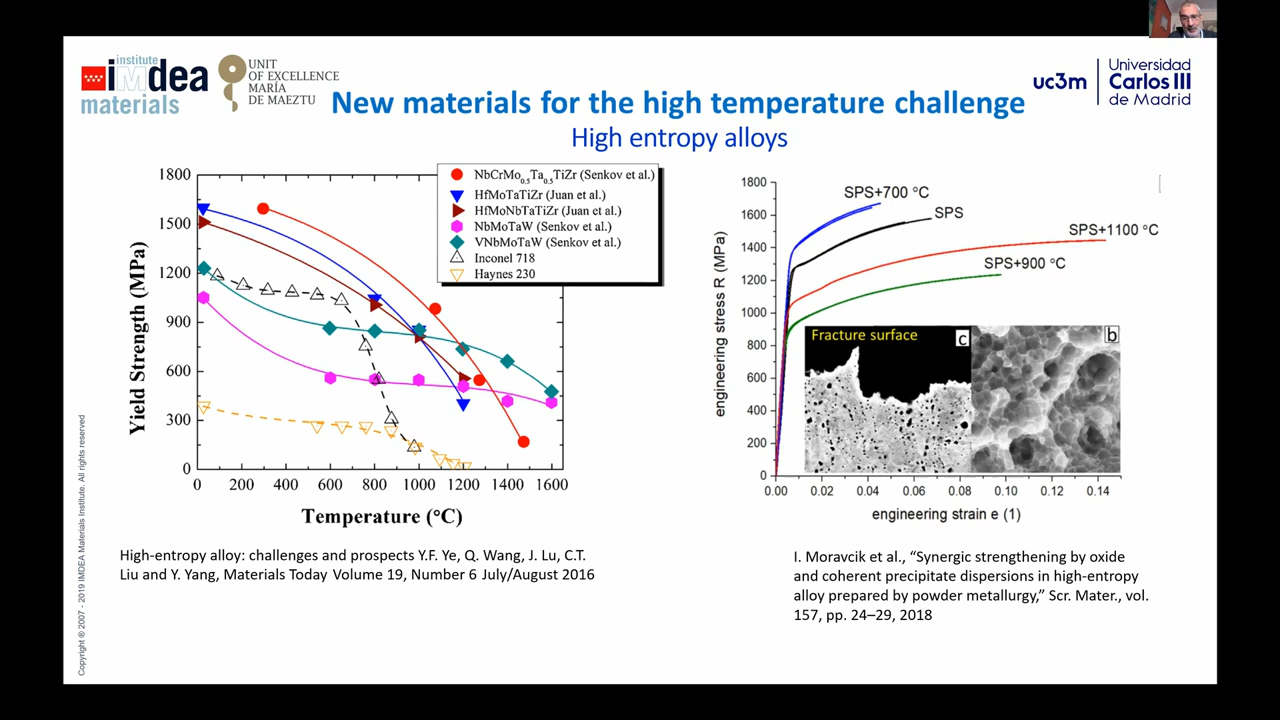 institute
iMdea
materials
UNIT
OF EXCELLENCE
MARÍA
DE MAEZTU
uc3m
Universidad
Carlos III
de Madrid
New materials for the high temperature challenge
High entropy alloys
NbCrMo0.5Ta0.5TiZr (Senkov et al.)
HfMoTaTiZr (Juan et al.)
HfMoNbTaTiZr (Juan et al.)
NbMoTaW (Senkov et al.)
VNbMoTaW (Senkov et al.)
Inconel 718
Haynes 230
Yield Strength (MPa)
1800
1500
1200
900
600
300
0
0 200 400 600 800 1000 1200 1400 1600
Temperature (°C)
High-entropy alloy: challenges and prospects Y.F. Ye, Q. Wang, J. Lu, C.T.
Liu and Y. Yang, Materials Today Volume 19, Number 6 July/August 2016
engineering stress R (MPa)
1800
1600
1400
1200
1000
800
600
400
200
0
SPS+700 °C
SPS
SPS+1100 °C
SPS+900 °C
Fracture surface
c
b
0.00 0.02 0.04 0.06 0.08 0.10 0.12 0.14
engineering strain e (1)
I. Moravcik et al., “Synergic strengthening by oxide
and coherent precipitate dispersions in high-entropy
alloy prepared by powder metallurgy,” Scr. Mater., vol.
157, pp. 24–29, 2018
Copyright ® 2007 - 2019 IMDEA Materials Institute. All rights reserved